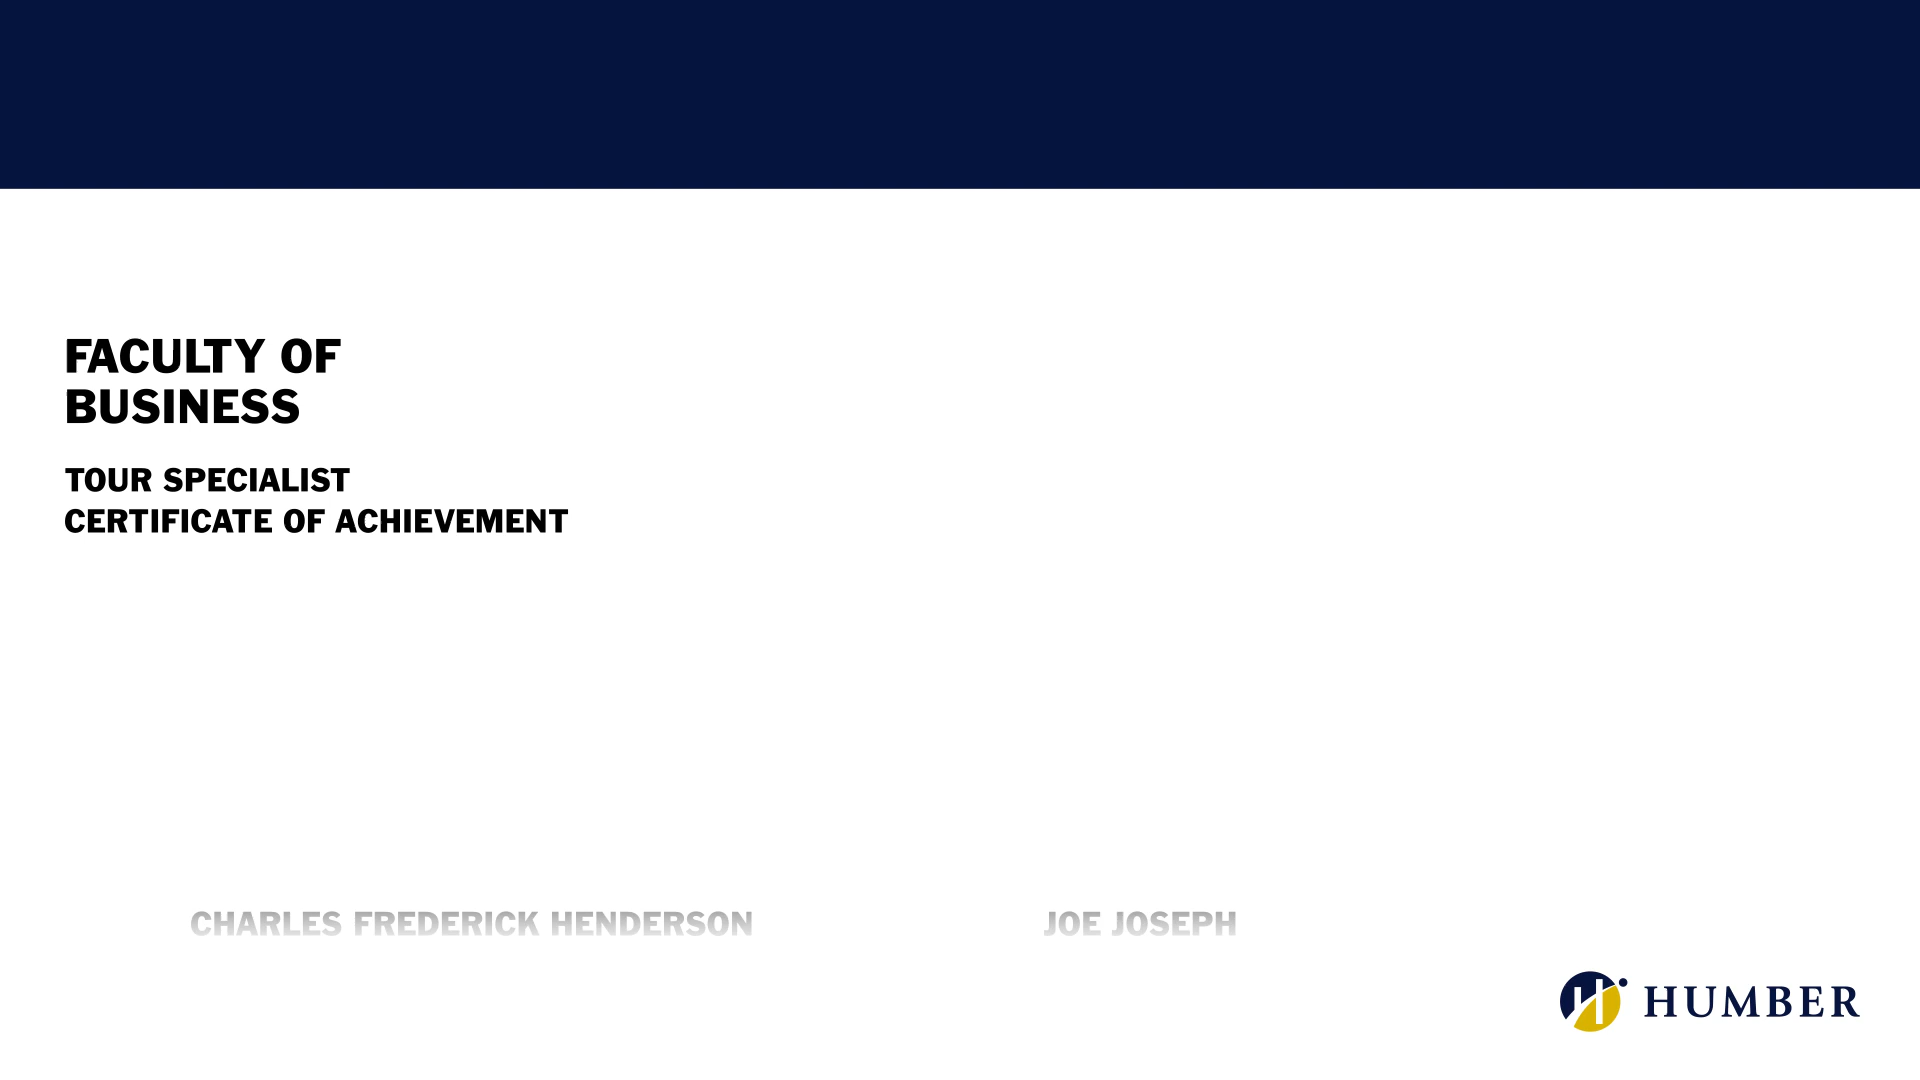 FACULTY OF
BUSINESS
TOUR SPECIALIST
CERTIFICATE OF ACHIEVEMENT
CHARLES FREDERICK HENDERSON
JOE JOSEPH
HUMBER